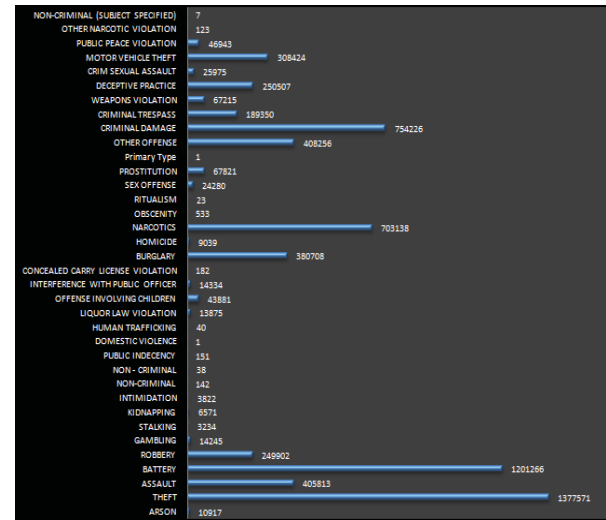 NON-CRIMINAL (SUBJECT SPECIFIED) 7
OTHER NARCOTIC VIOLATION 123
PUBLIC PEACE VIOLATION 46943
MOTOR VEHICLE THEFT 308424
CRIM SEXUAL ASSAULT 25975
DECEPTIVE PRACTICE 250507
WEAPONS VIOLATION 67215
CRIMINAL TRESPASS 189350
CRIMINAL DAMAGE 754226
OTHER OFFENSE 408256
Primary Type 1
PROSTITUTION 67821
SEX OFFENSE 24280
RITUALISM 23
OBSCENITY 533
NARCOTICS 703138
HOMICIDE 9039
BURGLARY 380708
CONCEALED CARRY LICENSE VIOLATION 182
INTERFERENCE WITH PUBLIC OFFICER 14334
OFFENSE INVOLVING CHILDREN 43881
LIQUOR LAW VIOLATION 13875
HUMAN TRAFFICKING 40
DOMESTIC VIOLENCE 1
PUBLIC INDECENCY 151
NON - CRIMINAL 38
NON-CRIMINAL 142
INTIMIDATION 3822
KIDNAPPING 6571
STALKING 3234
GAMBLING 14245
ROBBERY 249902
BATTERY 1201266
ASSAULT 405813
THEFT 1377571
ARSON 10917